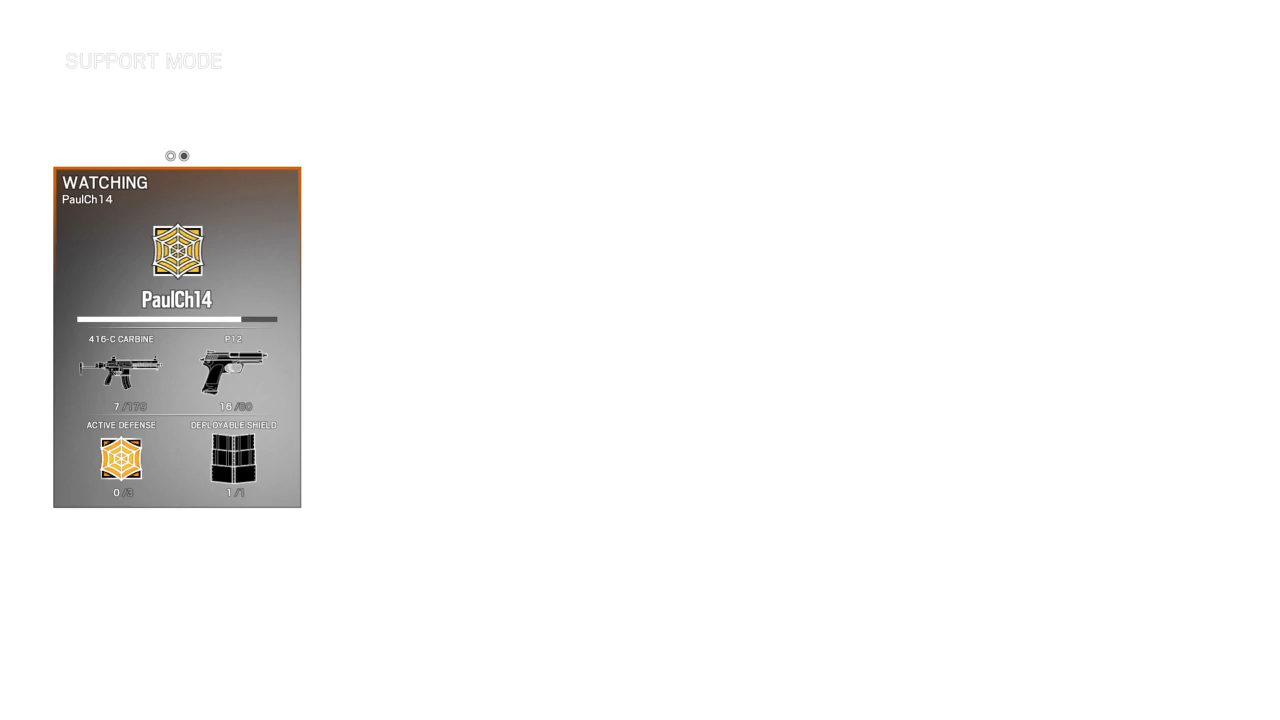 SUPPORT MODE
WATCHING
PaulCh14
PaulCh14
416-C CARBINE
P12
7 /179
16 /80
ACTIVE DEFENSE
DEPLOYABLE SHIELD
0 /3
1 /1